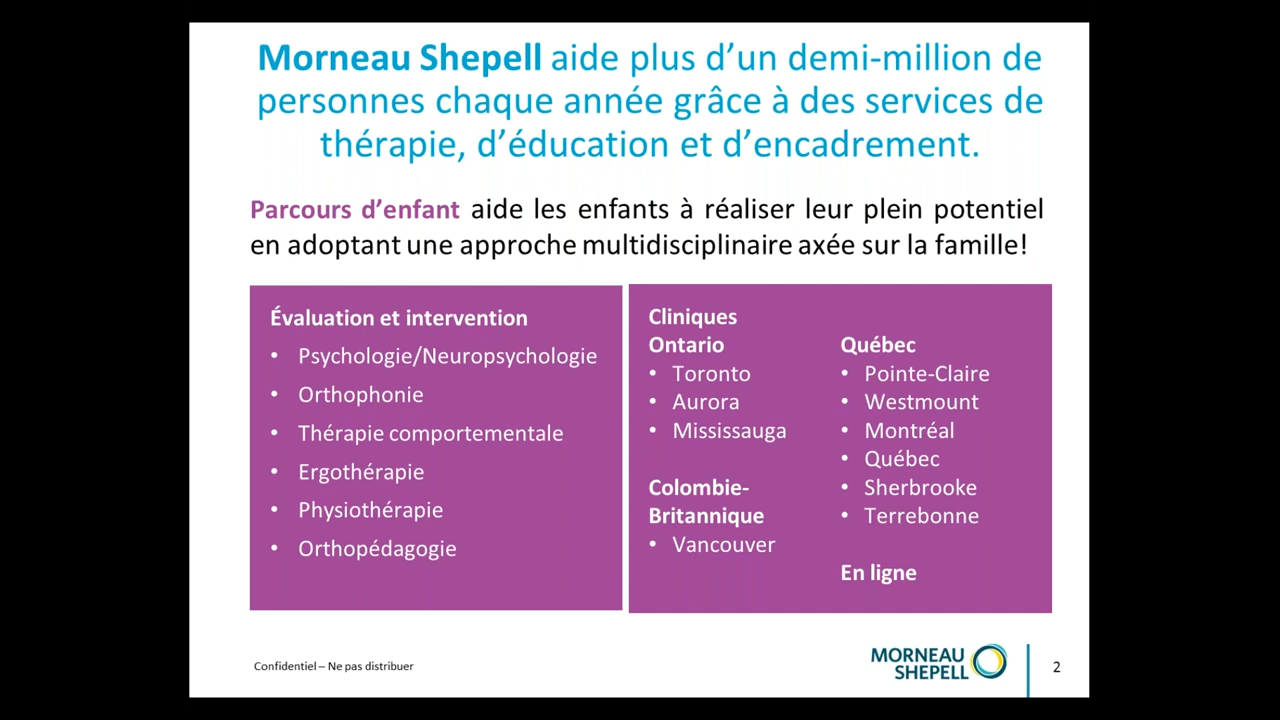 Morneau Shepell aide plus d’un demi-million de
personnes chaque année grâce à des services de
thérapie, d’éducation et d’encadrement.
Parcours d’enfant aide les enfants à réaliser leur plein potentiel
en adoptant une approche multidisciplinaire axée sur la famille!
Évaluation et intervention
• Psychologie/Neuropsychologie
• Orthophonie
• Thérapie comportementale
• Ergothérapie
• Physiothérapie
• Orthopédagogie
Cliniques
Ontario
• Toronto
• Aurora
• Mississauga
Colombie-
Britannique
• Vancouver
Québec
• Pointe-Claire
• Westmount
• Montréal
• Québec
• Sherbrooke
• Terrebonne
En ligne
Confidentiel – Ne pas distribuer
MORNEAU
SHEPELL
2